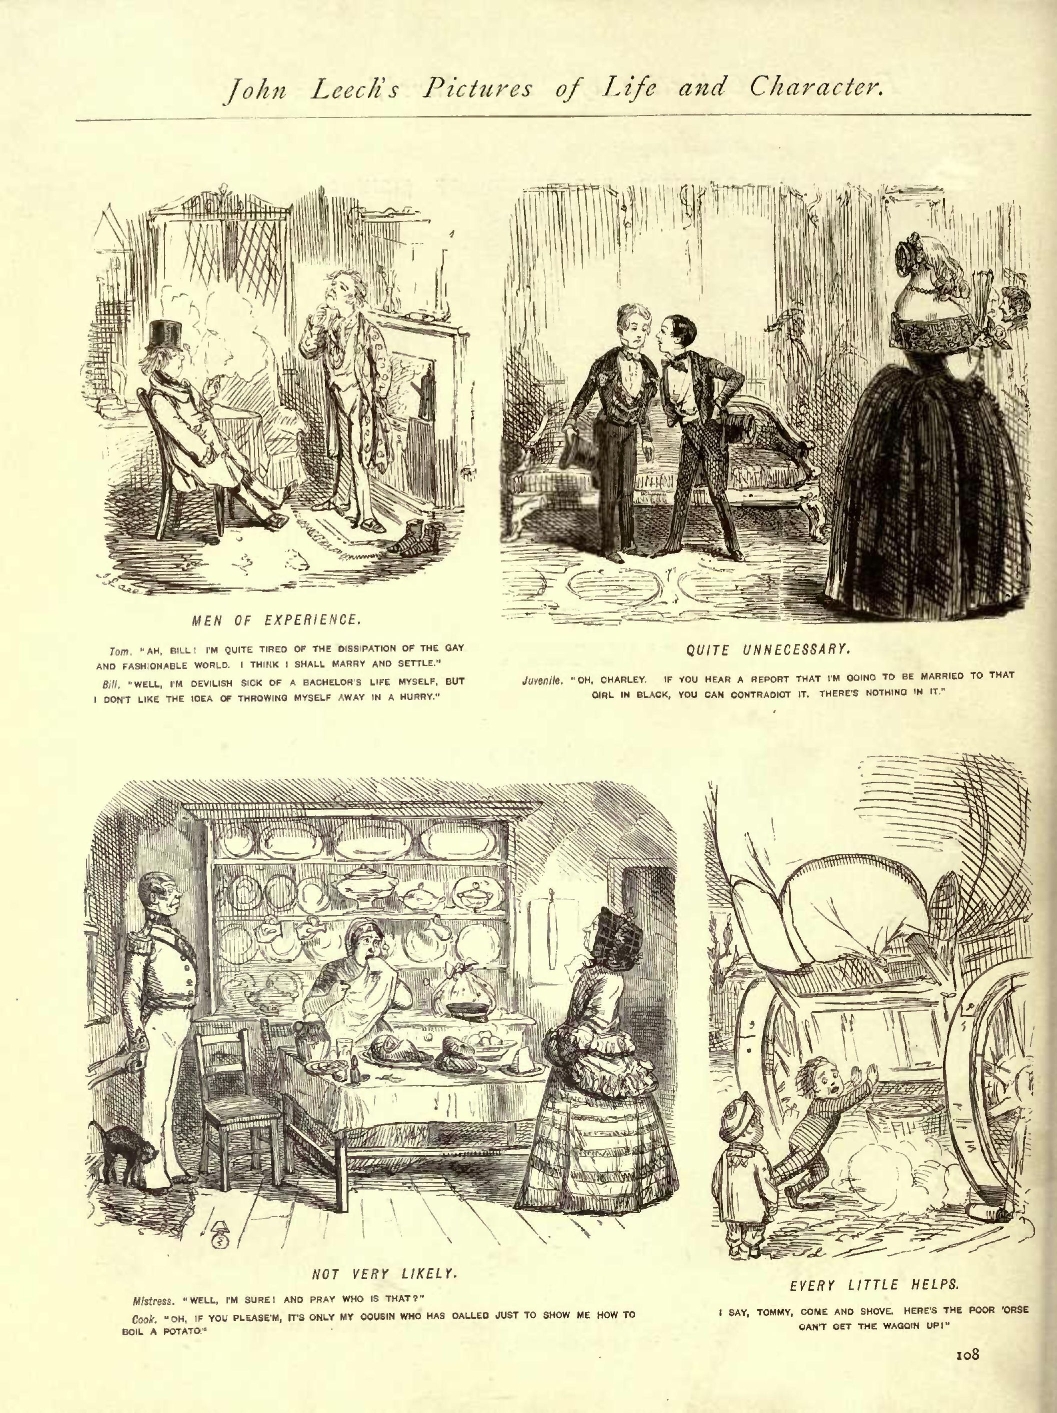 John Leech's Pictures of Life and Character.
MEN OF EXPERIENCE.
Tom. "AH, BILL! I'M QUITE TIRED OF THE DISSIPATION OF THE GAY
AND FASHIONABLE WORLD. I THINK I SHALL MARRY AND SETTLE."
Bill. "WELL, I'M DEVILISH SICK OF A BACHELOR'S LIFE MYSELF, BUT
I DON'T LIKE THE IDEA OF THROWING MYSELF AWAY IN A HURRY."
QUITE UNNECESSARY.
Juvenile. "OH, CHARLEY. IF YOU HEAR A REPORT THAT I'M GOING TO BE MARRIED TO THAT
GIRL IN BLACK, YOU CAN CONTRADICT IT. THERE'S NOTHING IN IT."
NOT VERY LIKELY.
Mistress. "WELL, I'M SURE! AND PRAY WHO IS THAT?"
Cook. "OH, IF YOU PLEASE'M, IT'S ONLY MY COUSIN WHO HAS CALLED JUST TO SHOW ME HOW TO
BOIL A POTATO."
EVERY LITTLE HELPS.
I SAY, TOMMY, COME AND SHOVE. HERE'S THE POOR 'ORSE
CAN'T GET THE WAGGIN UP!"
108